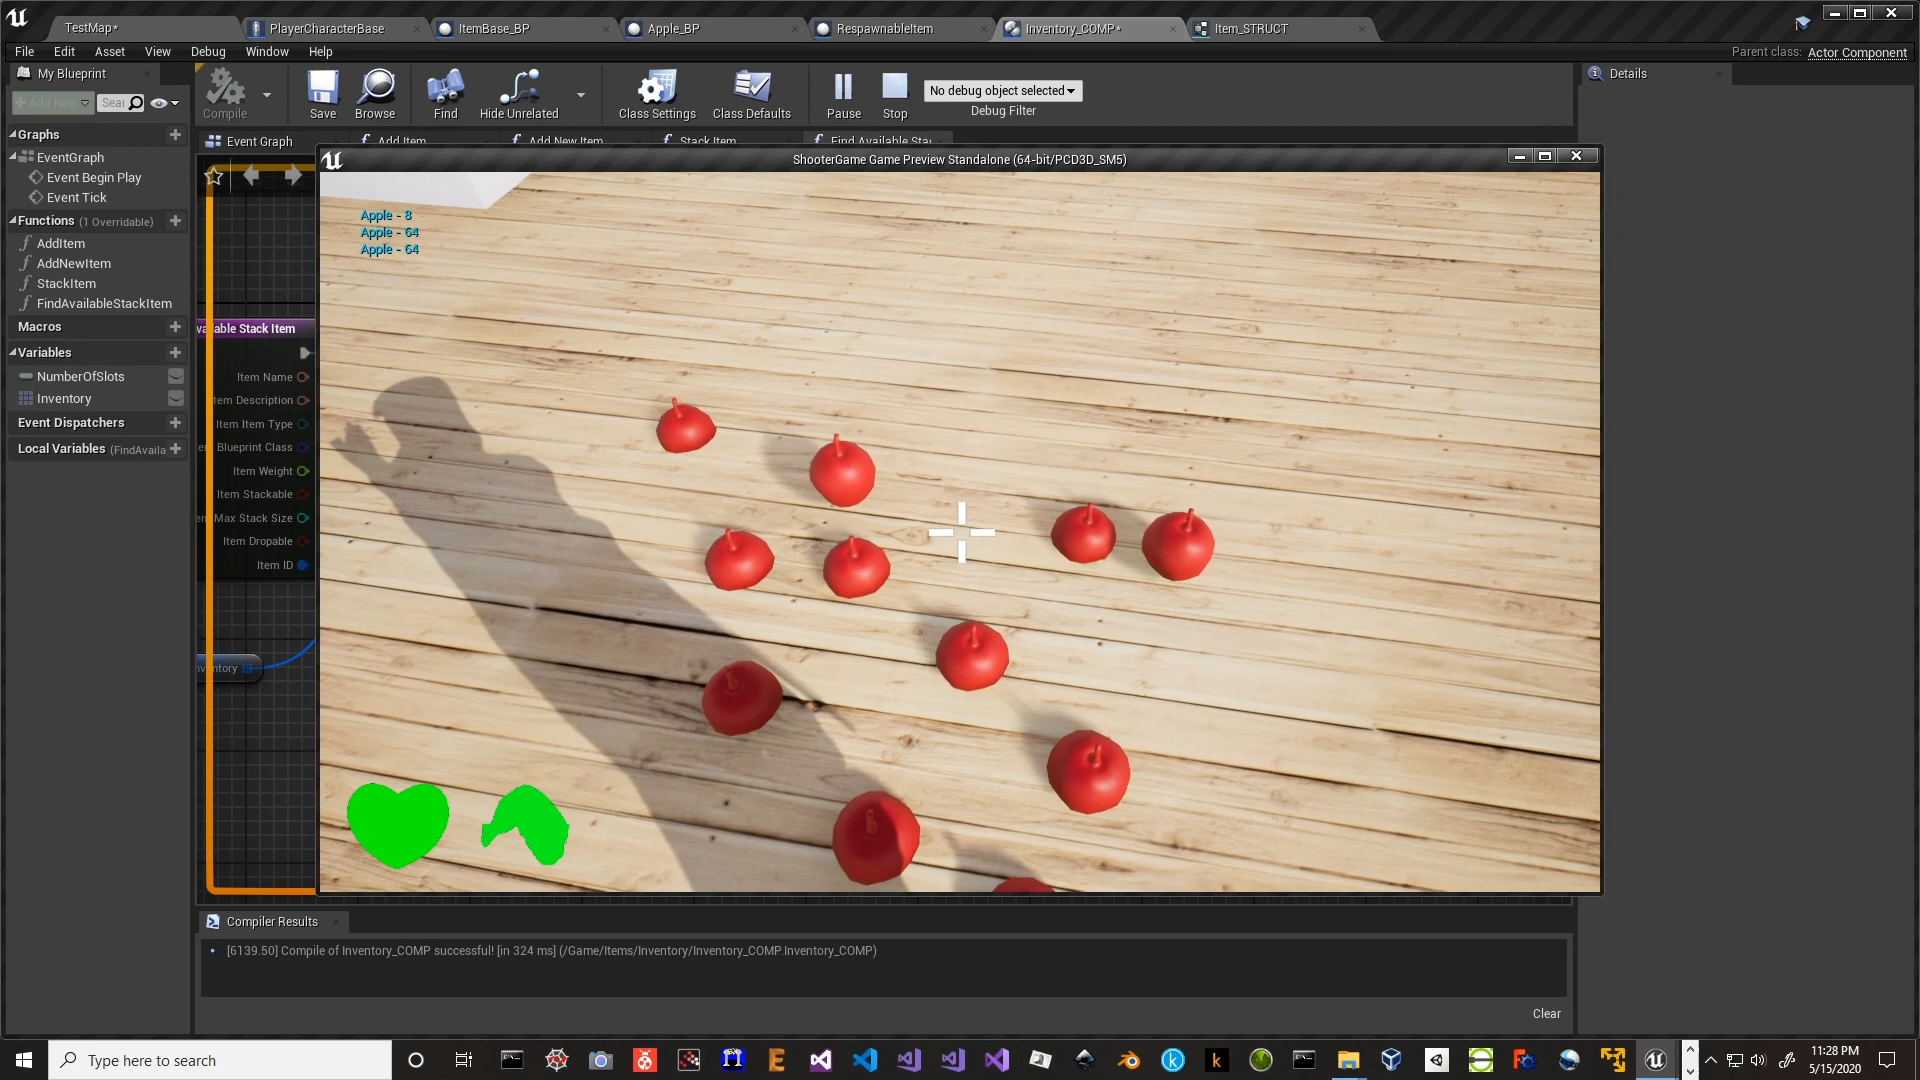 TestMap*
PlayerCharacterBase
ItemBase_BP
Apple_BP
RespawnableItem
Inventory_COMP*
Item_STRUCT
File Edit Asset View Debug Window Help
Parent class: Actor Component
My Blueprint
Add New
Sear
Compile
Save
Browse
Find
Hide Unrelated
Class Settings
Class Defaults
Pause
Stop
No debug object selected
Debug Filter
Details
Graphs
EventGraph
Event Begin Play
Event Tick
Functions (1 Overridable)
AddItem
AddNewItem
StackItem
FindAvailableStackItem
Macros
Variables
NumberOfSlots
Inventory
Event Dispatchers
Local Variables (FindAvaila
Event Graph
Add Item
Add New Item
Stack Item
Find Available Sta
ShooterGame Game Preview Standalone (64-bit/PCD3D_SM5)
Apple - 8
Apple - 64
Apple - 64
vailable Stack Item
Item Name
tem Description
Item Item Type
Blueprint Class
Item Weight
Item Stackable
Max Stack Size
Item Dropable
Item ID
nventory
Compiler Results
[6139.50] Compile of Inventory_COMP successful! [in 324 ms] (/Game/Items/Inventory/Inventory_COMP.Inventory_COMP)
Clear
Type here to search
11:28 PM
5/15/2020